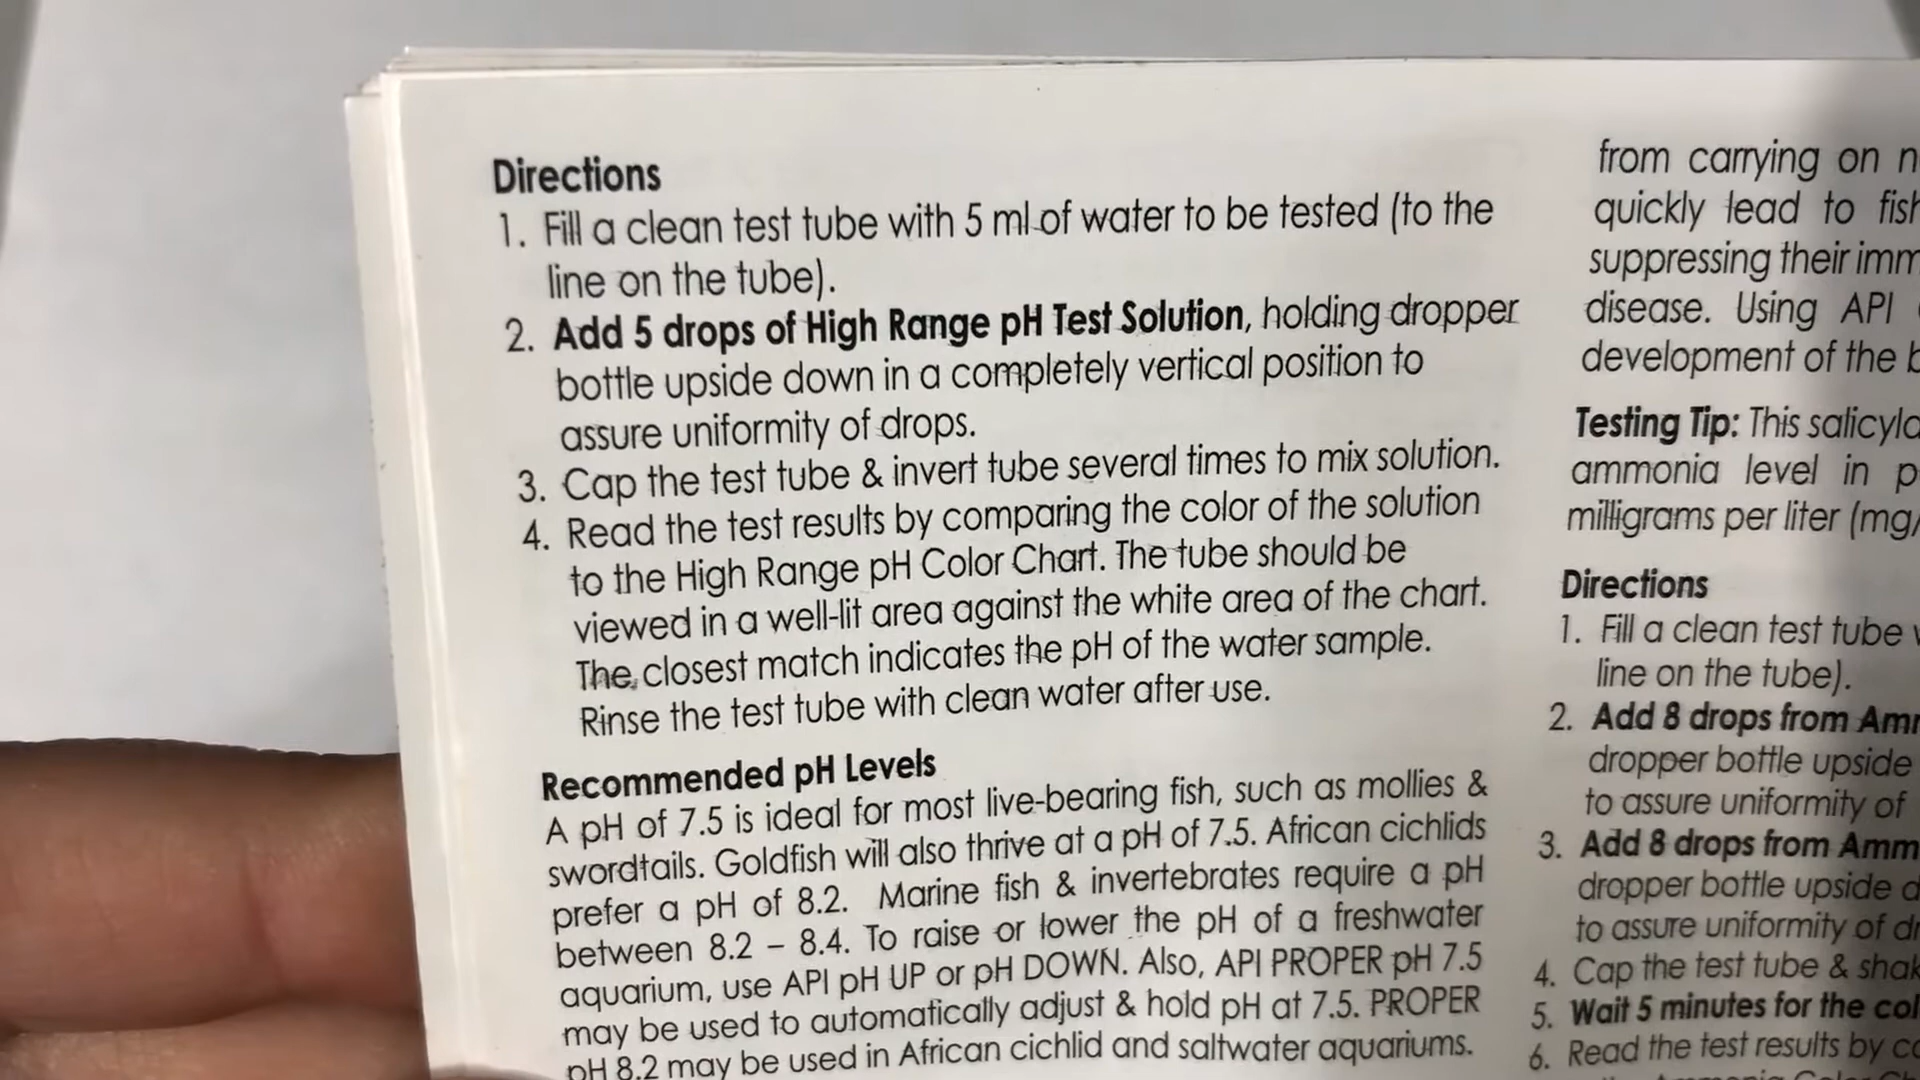 Directions
1. Fill a clean test tube with 5 ml of water to be tested (to the
line on the tube).
2. Add 5 drops of High Range pH Test Solution, holding dropper
bottle upside down in a completely vertical position to
assure uniformity of drops.
3. Cap the test tube & invert tube several times to mix solution.
4. Read the test results by comparing the color of the solution
to the High Range pH Color Chart. The tube should be
viewed in a well-lit area against the white area of the chart.
The closest match indicates the pH of the water sample.
Rinse the test tube with clean water after use.
Recommended pH Levels
A pH of 7.5 is ideal for most live-bearing fish, such as mollies &
swordtails. Goldfish will also thrive at a pH of 7.5. African cichlids
prefer a pH of 8.2. Marine fish & invertebrates require a pH
between 8.2 – 8.4. To raise or lower the pH of a freshwater
aquarium, use API pH UP or pH DOWN. Also, API PROPER pH 7.5
may be used to automatically adjust & hold pH at 7.5. PROPER
pH 8.2 may be used in African cichlid and saltwater aquariums.
from carrying on
quickly lead to
suppressing their
disease. Using API
development of the
Testing Tip: This
ammonia level in
milligrams per liter
Directions
1. Fill a clean test tube
line on the tube).
2. Add 8 drops from
dropper bottle upside
to assure uniformity of
3. Add 8 drops from
dropper bottle upside
to assure uniformity of
4. Cap the test tube &
5. Wait 5 minutes for the
6. Read the test results by